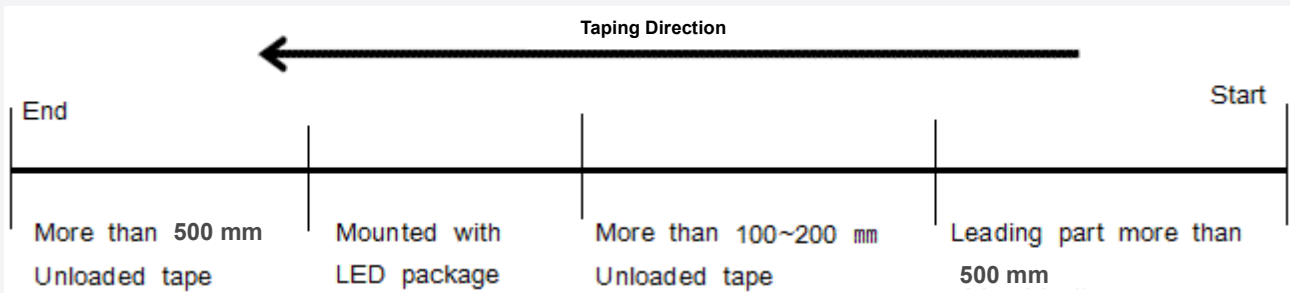 Taping Direction
End
Start
More than 500 mm
Unloaded tape
Mounted with
LED package
More than 100~200 ㎜
Unloaded tape
Leading part more than
500 mm